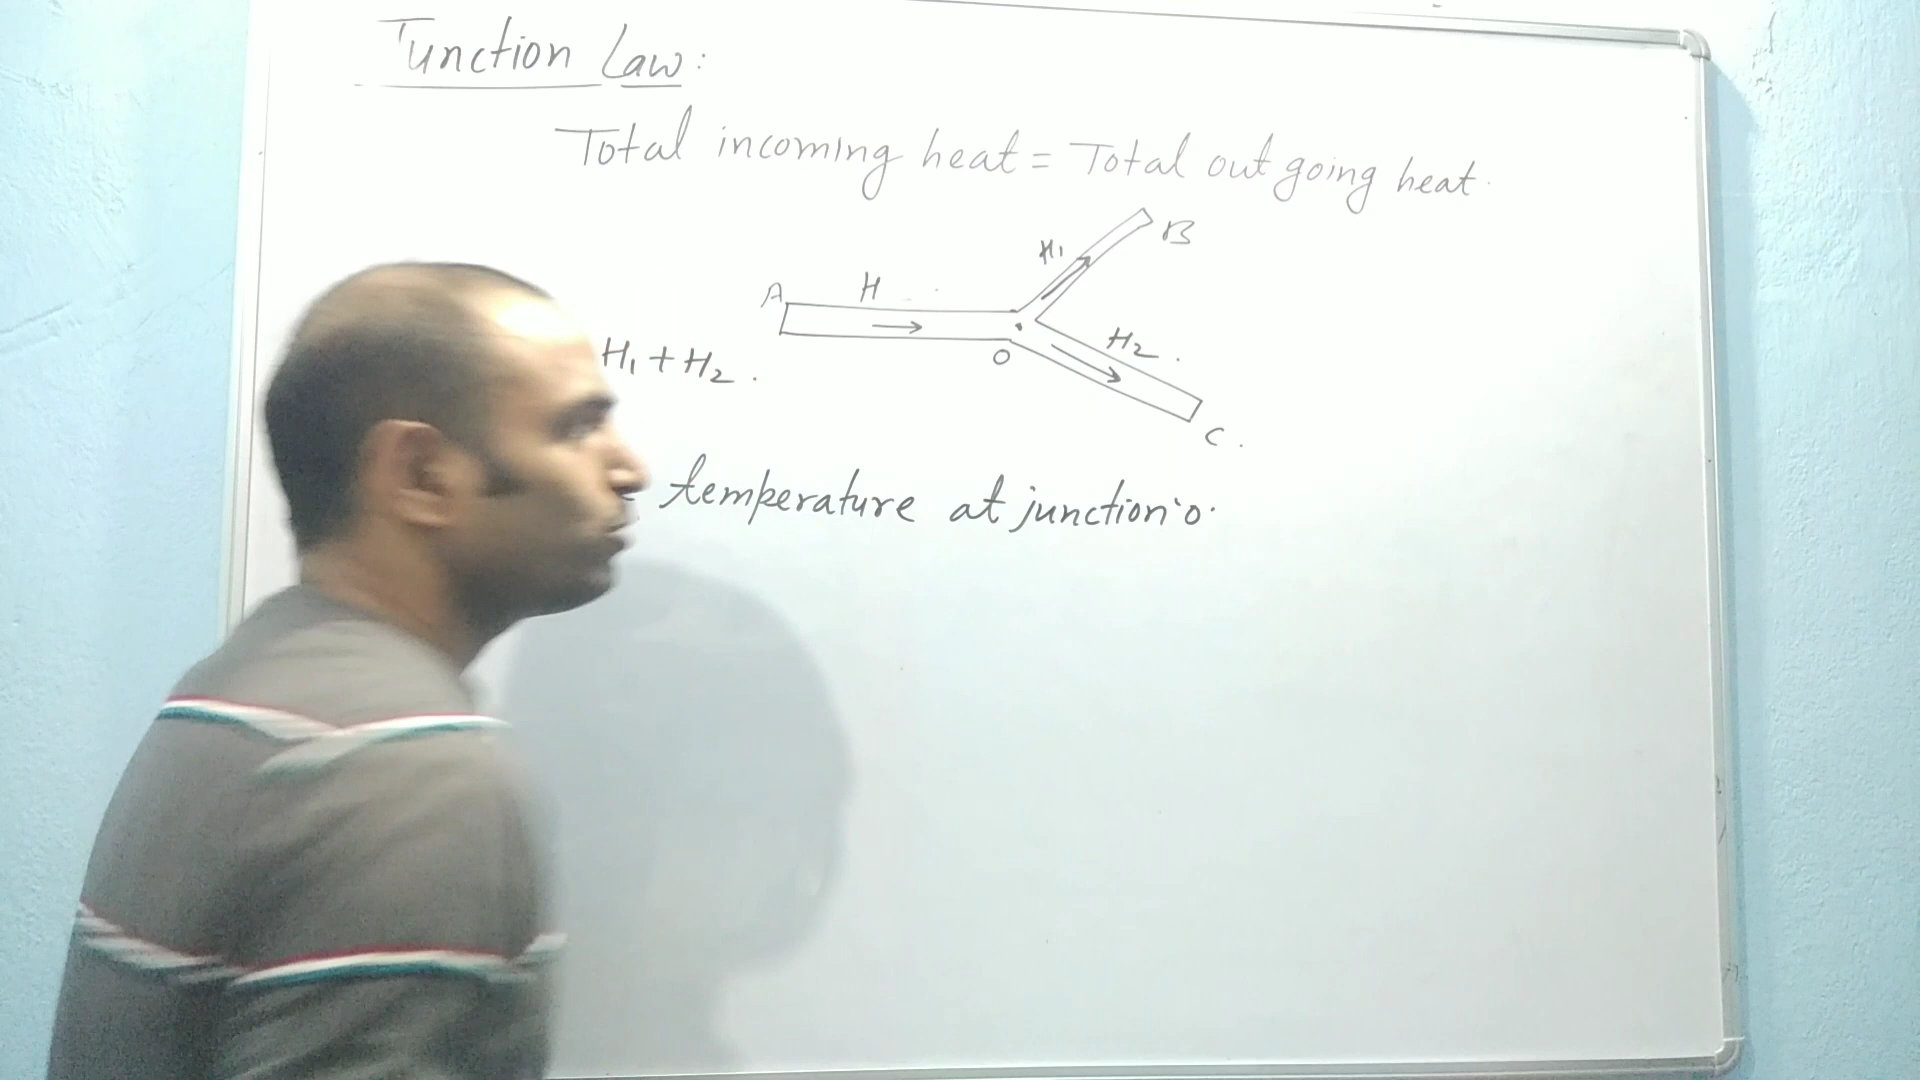 Junction Law:
Total incoming heat = Total out going heat.
B
H1
A
H
H2
O
H1 + H2.
C.
temperature at junction 'o'